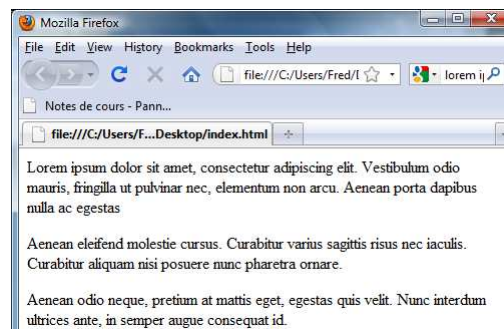 Mozilla Firefox
File Edit View History Bookmarks Tools Help
file:///C:/Users/Fred/ lorem
Notes de cours - Pann...
file:///C:/Users/F...Desktop/index.html
Lorem ipsum dolor sit amet, consectetur adipiscing elit. Vestibulum odio
mauris, fringilla ut pulvinar nec, elementum non arcu. Aenean porta dapibus
nulla ac egestas
Aenean eleifend molestie cursus. Curabitur varius sagittis risus nec iaculis.
Curabitur aliquam nisi posuere nunc pharetra ornare.
Aenean odio neque, pretium at mattis eget, egestas quis velit. Nunc interdum
ultrices ante, in semper augue consequat id.